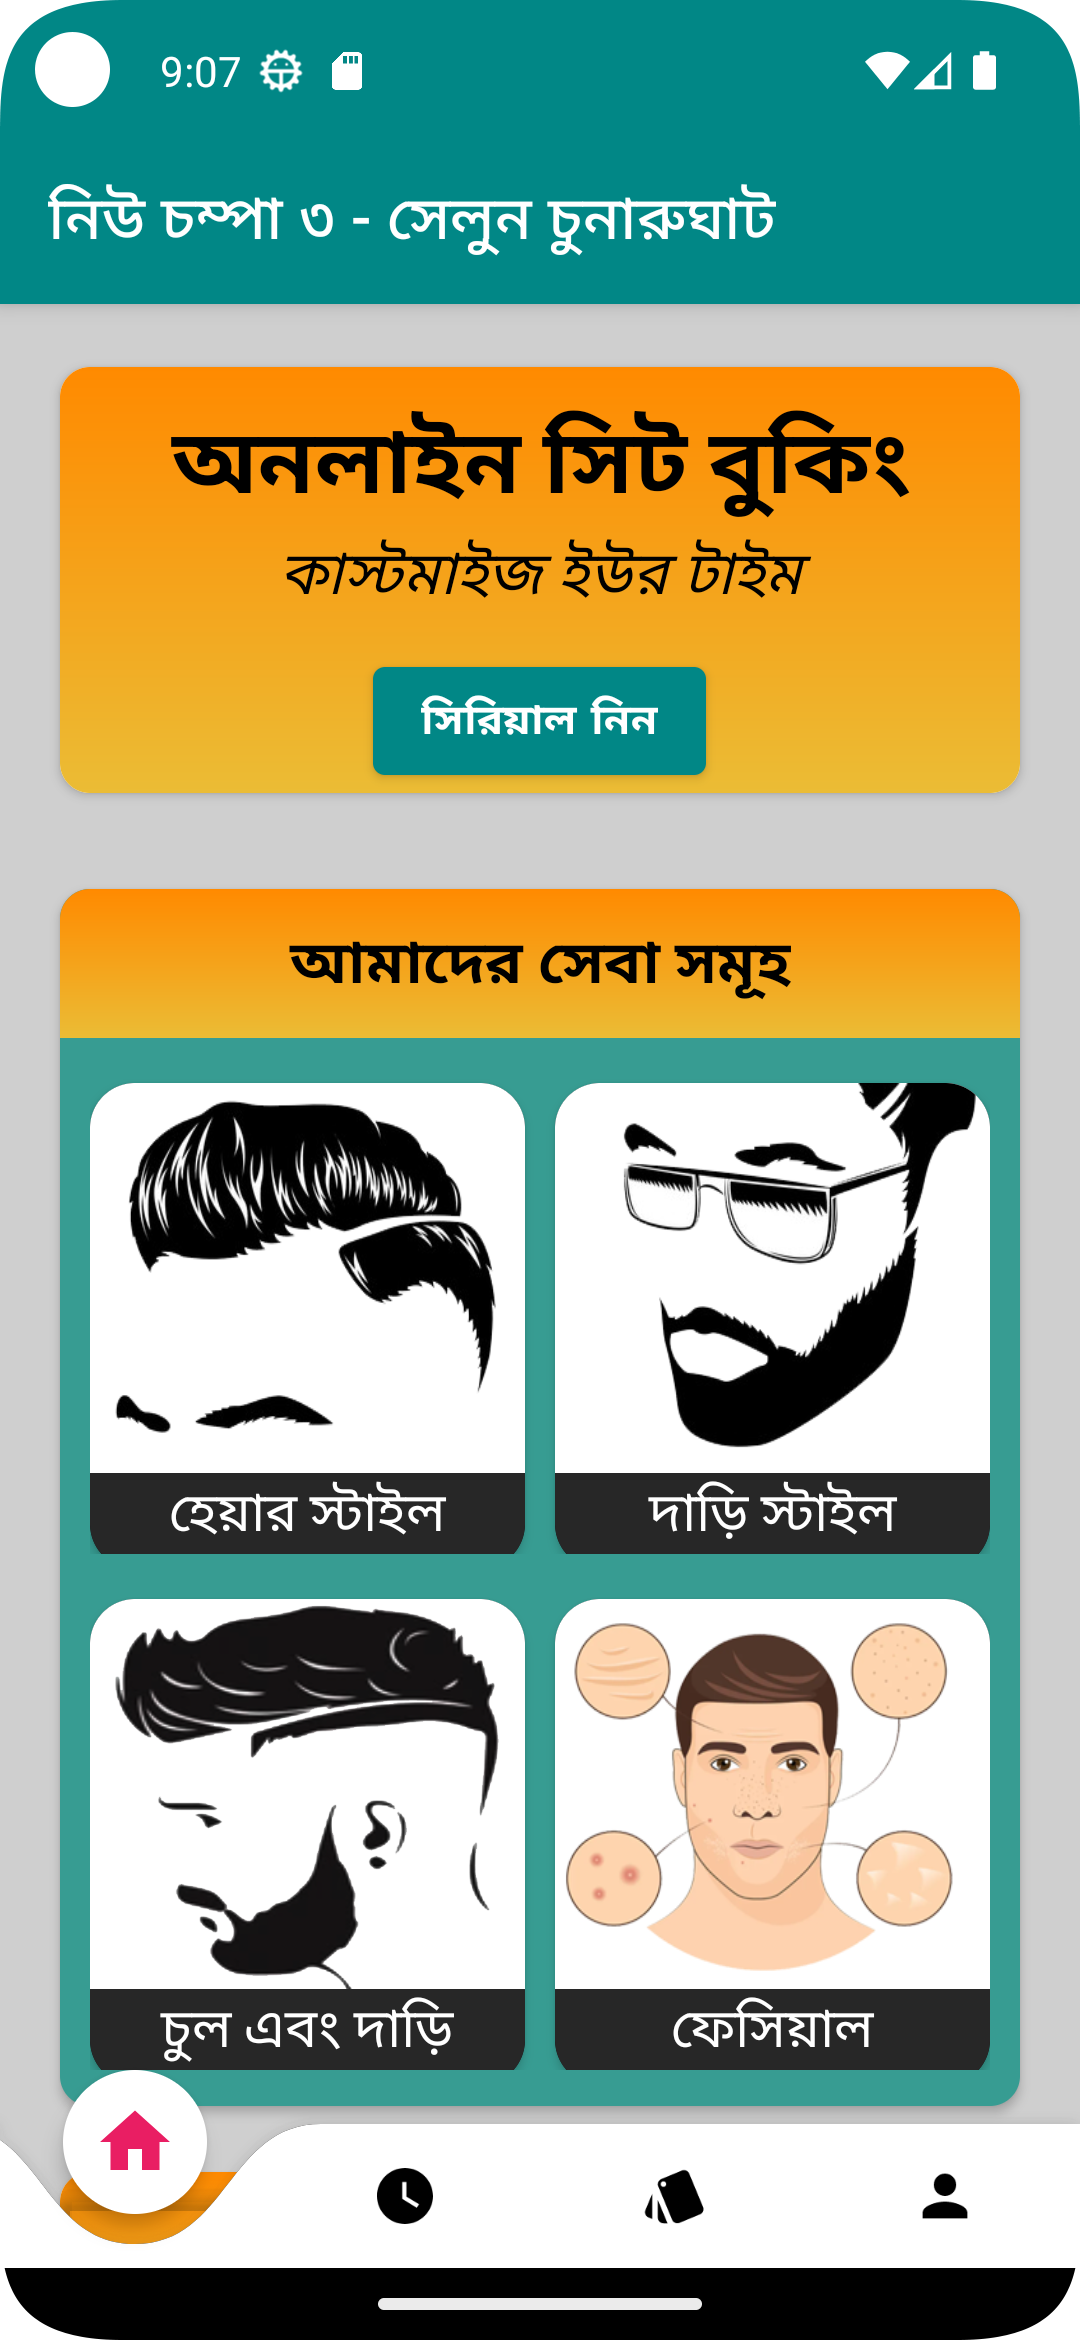 9:07
নিউ চম্পা ৩ - সেলুন চুনারুঘাট
অনলাইন সিট বুকিং
কাস্টমাইজ ইউর টাইম
সিরিয়াল নিন
আমাদের সেবা সমূহ
হেয়ার স্টাইল
দাড়ি স্টাইল
চুল এবং দাড়ি
ফেসিয়াল